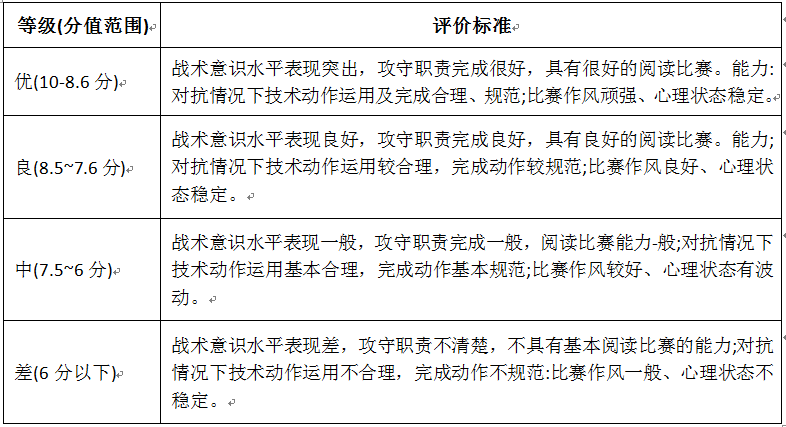 等级(分值范围) 评价标准
优(10-8.6 分)
战术意识水平表现突出，攻守职责完成很好，具有很好的阅读比赛。能力:
对抗情况下技术动作运用及完成合理、规范;比赛作风顽强、心理状态稳定。
良(8.5~7.6 分)
战术意识水平表现良好，攻守职责完成良好，具有良好的阅读比赛。能力;
对抗情况下技术动作运用较合理，完成动作较规范;比赛作风良好、心理状
态稳定。
中(7.5~6 分)
战术意识水平表现一般，攻守职责完成一般，阅读比赛能力-般;对抗情况下
技术动作运用基本合理，完成动作基本规范;比赛作风较好、心理状态有波
动。
差(6 分以下)
战术意识水平表现差，攻守职责不清楚，不具有基本阅读比赛的能力;对抗
情况下技术动作运用不合理，完成动作不规范:比赛作风一般、心理状态不
稳定。